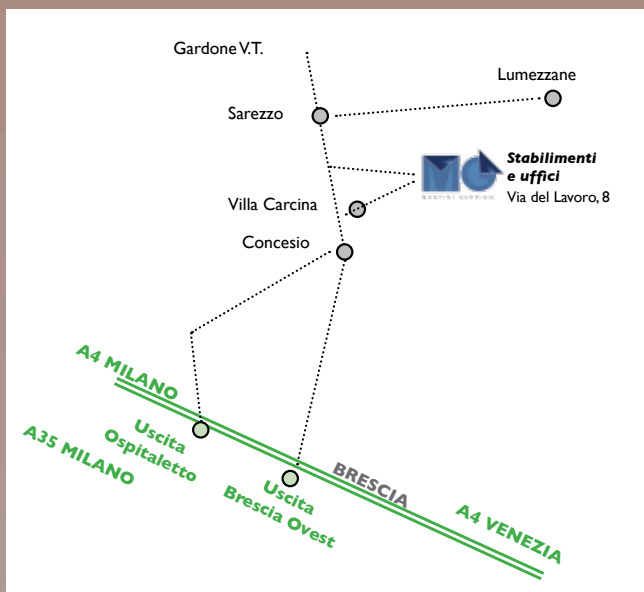 Gardone V.T.
Lumezzane
Sarezzo
MG
Stabilimenti
e uffici
Via del Lavoro, 8
Villa Carcina
Concesio
A4 MILANO
Uscita
Ospitaletto
A35 MILANO
BRESCIA
Uscita
Brescia Ovest
A4 VENEZIA